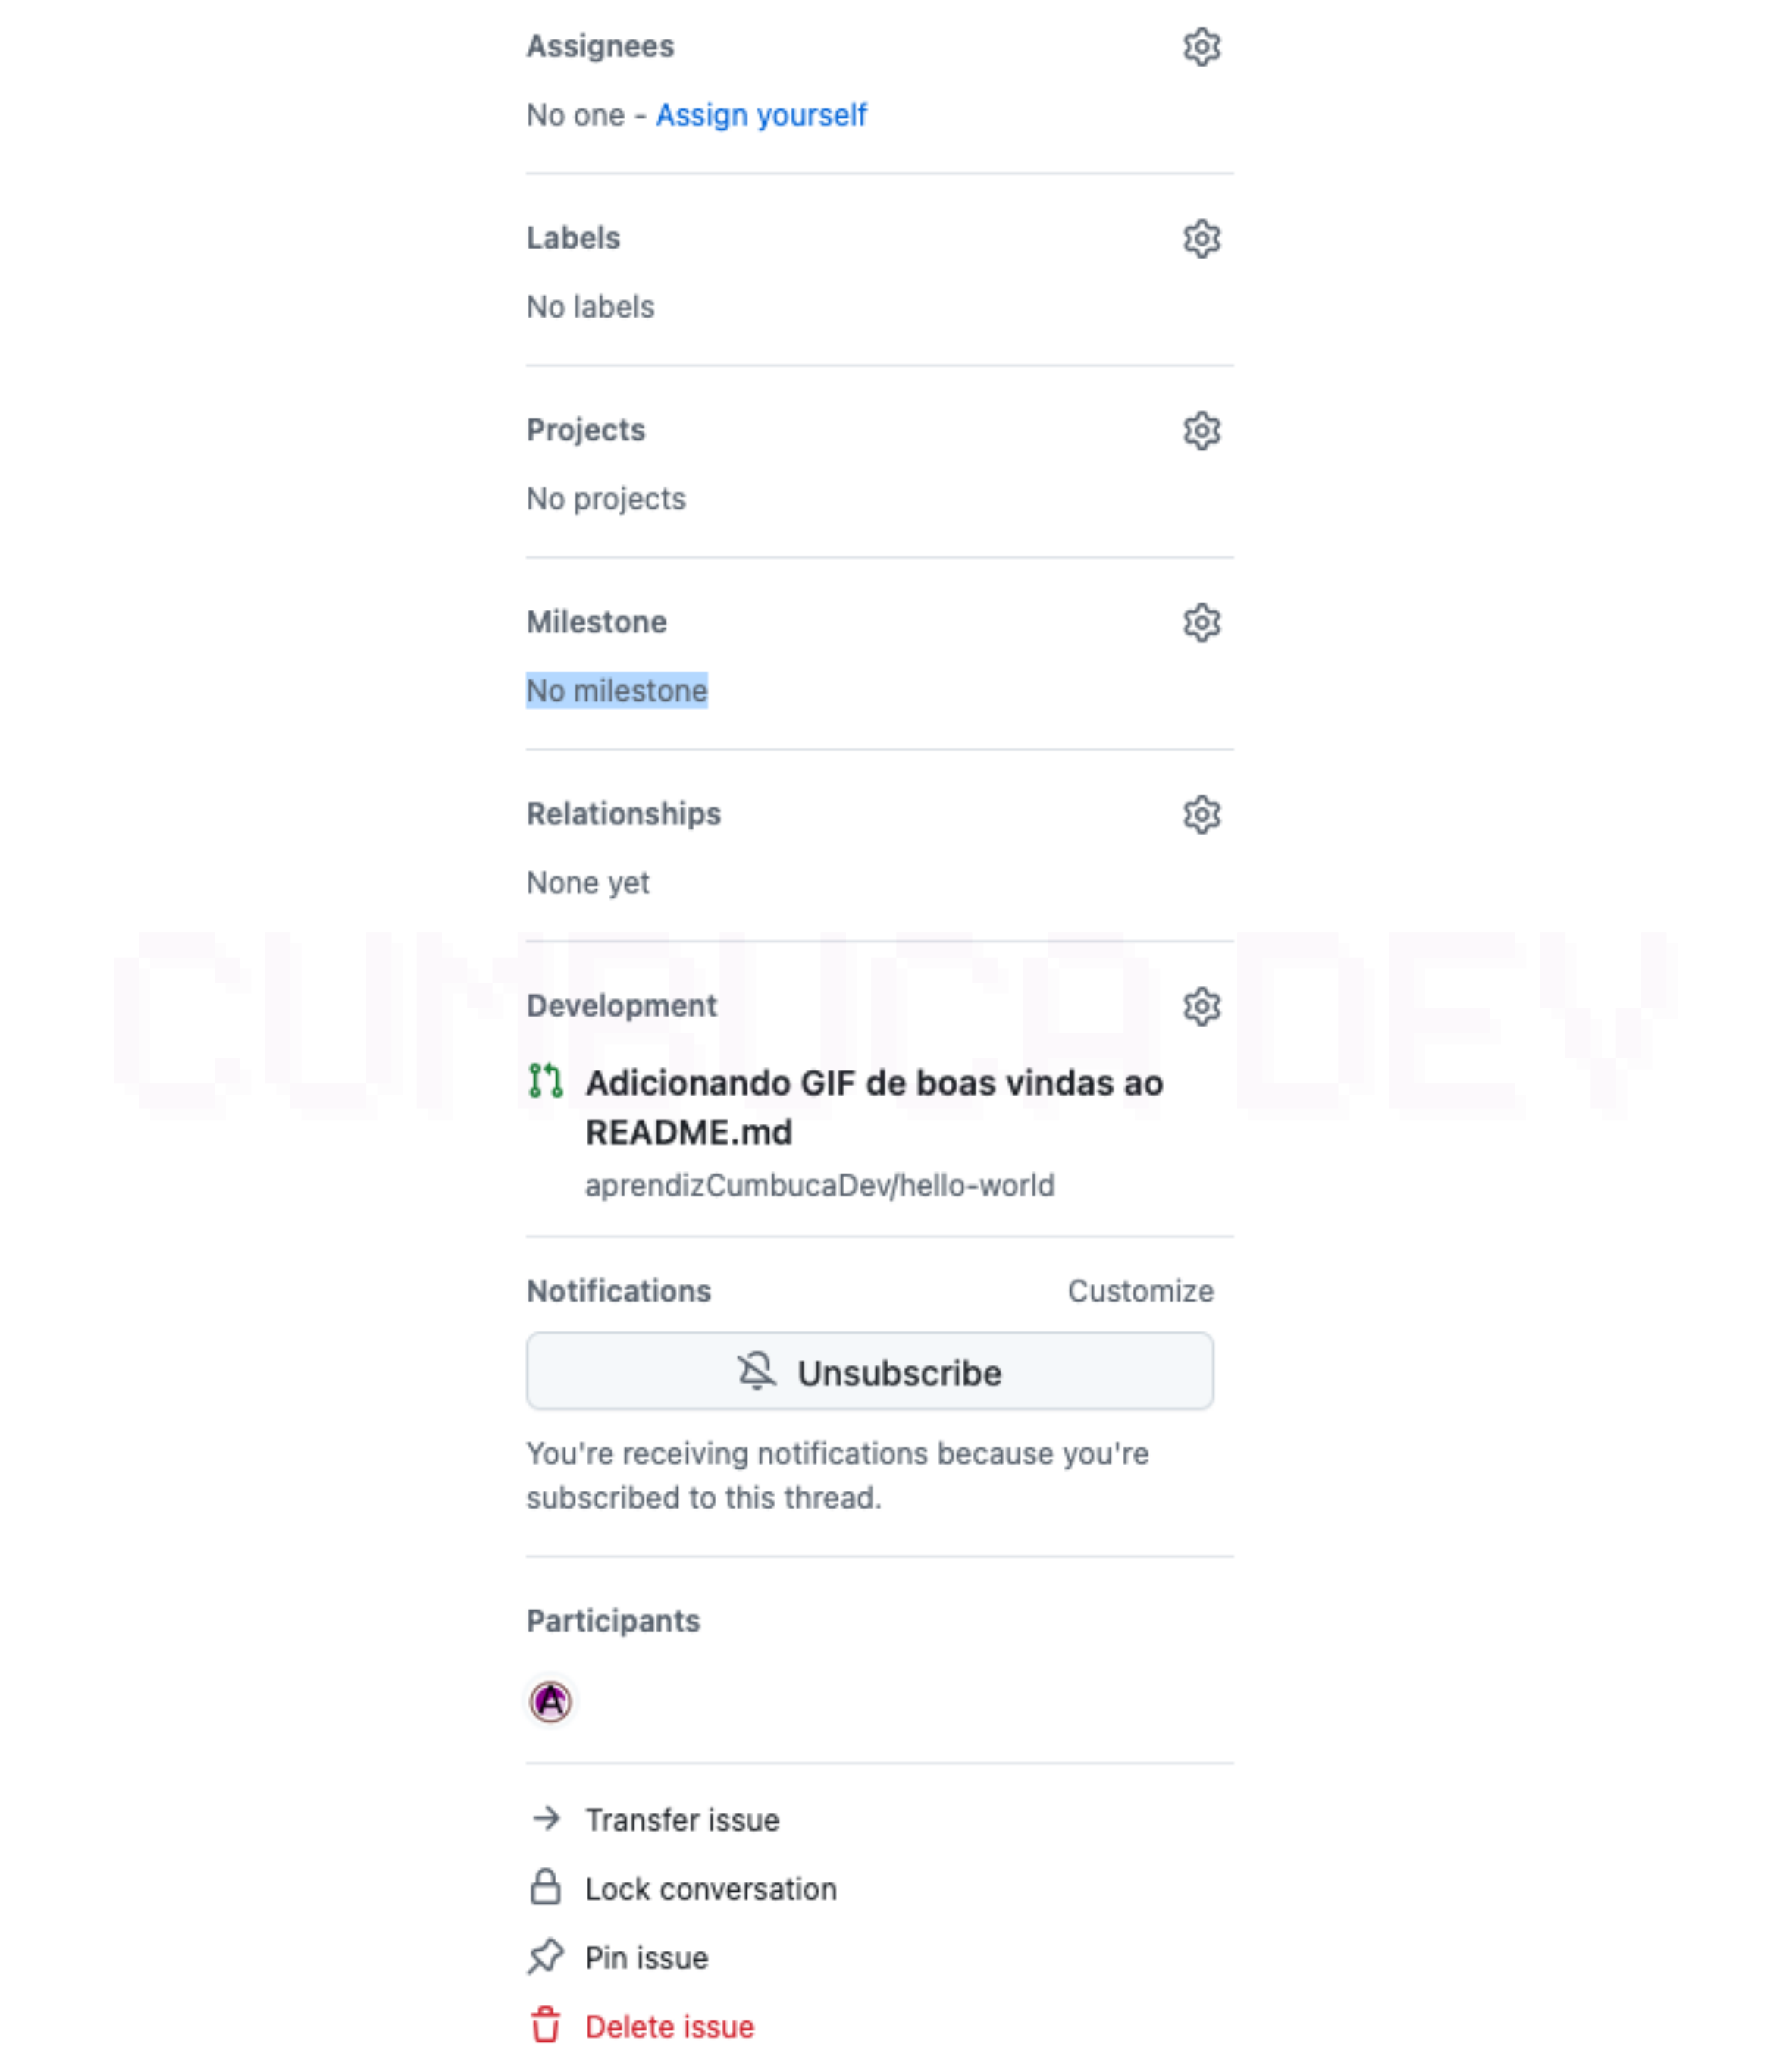 Assignees
No one - Assign yourself
Labels
No labels
Projects
No projects
Milestone
No milestone
Relationships
None yet
CUMBUCA DEV
Development
Adicionando GIF de boas vindas ao
README.md
aprendizCumbucaDev/hello-world
Notifications Customize
Unsubscribe
You're receiving notifications because you're
subscribed to this thread.
Participants
A
Transfer issue
Lock conversation
Pin issue
Delete issue